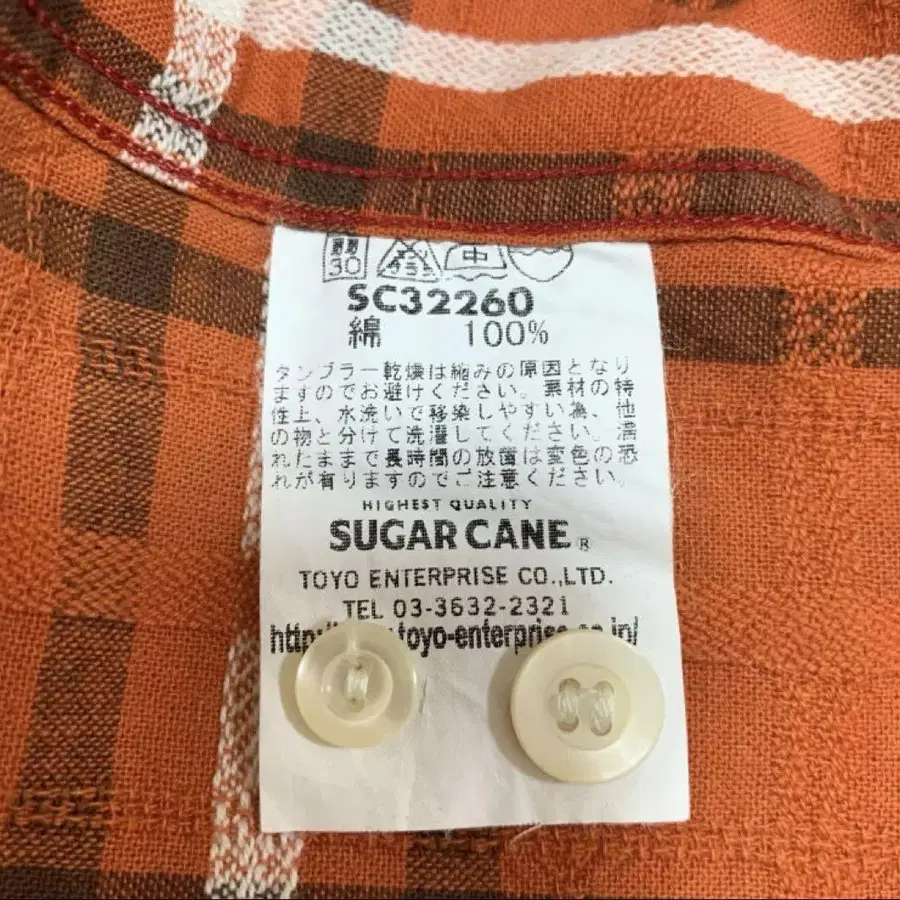 30
中
SC32260
綿 100%
タンブラー乾燥は縮みの原因となり
ますのでお避けください。素材の特
性上、水洗いで移染しやすい為、他
の物と分けて洗濯してください。濡
れたままで長時間の放置は変色の恐
れが有りますのでご注意ください。
HIGHEST QUALITY
SUGAR CANE®
TOYO ENTERPRISE CO.,LTD.
TEL 03-3632-2321
toyo-enterprise.co.jp/